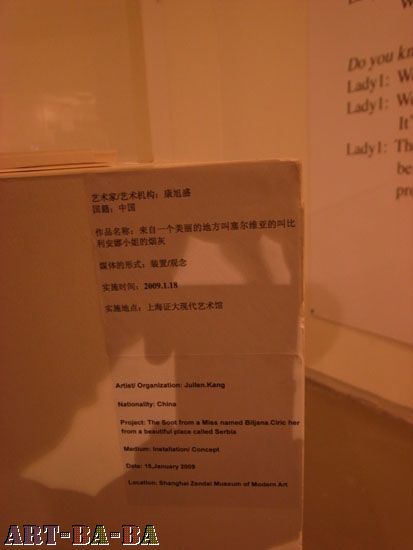 W
Do you kn
Lady1: W
Lady1: We
It'
Lady1: Th
be
pr
艺术家/艺术机构：康旭盛
国籍：中国
作品名称：来自一个美丽的地方叫塞尔维亚的叫比
利安娜小姐的烟灰
媒体的形式：装置/观念
实施时间：2009.1.18
实施地点：上海证大现代艺术馆
Artist/ Organization: Julien.Kang
Nationality: China
Project: The Soot from a Miss named Biljana.Ciric her
from a beautiful place called Serbia
Medium: Installation/ Concept
Date: 18.January 2009
Location: Shanghai Zendai Museum of Modern Art
ART-BA-BA